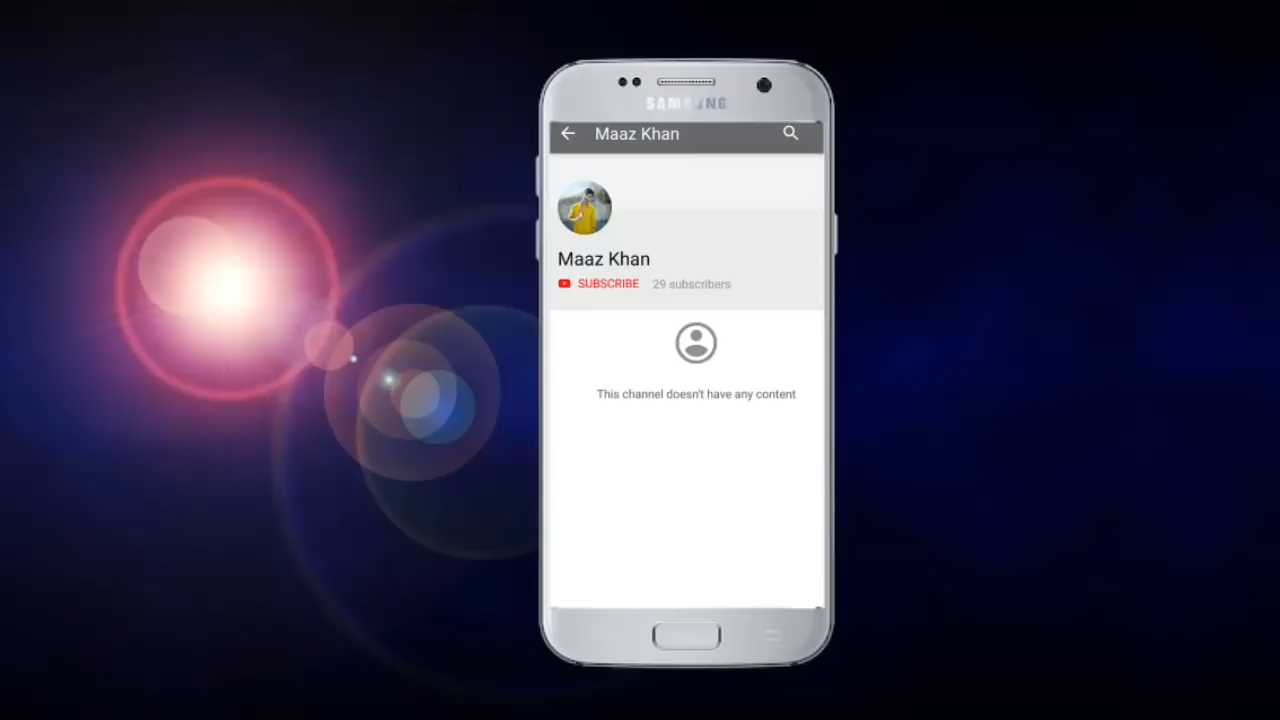 SAMSUNG
Maaz Khan
Maaz Khan
SUBSCRIBE 29 subscribers
This channel doesn't have any content